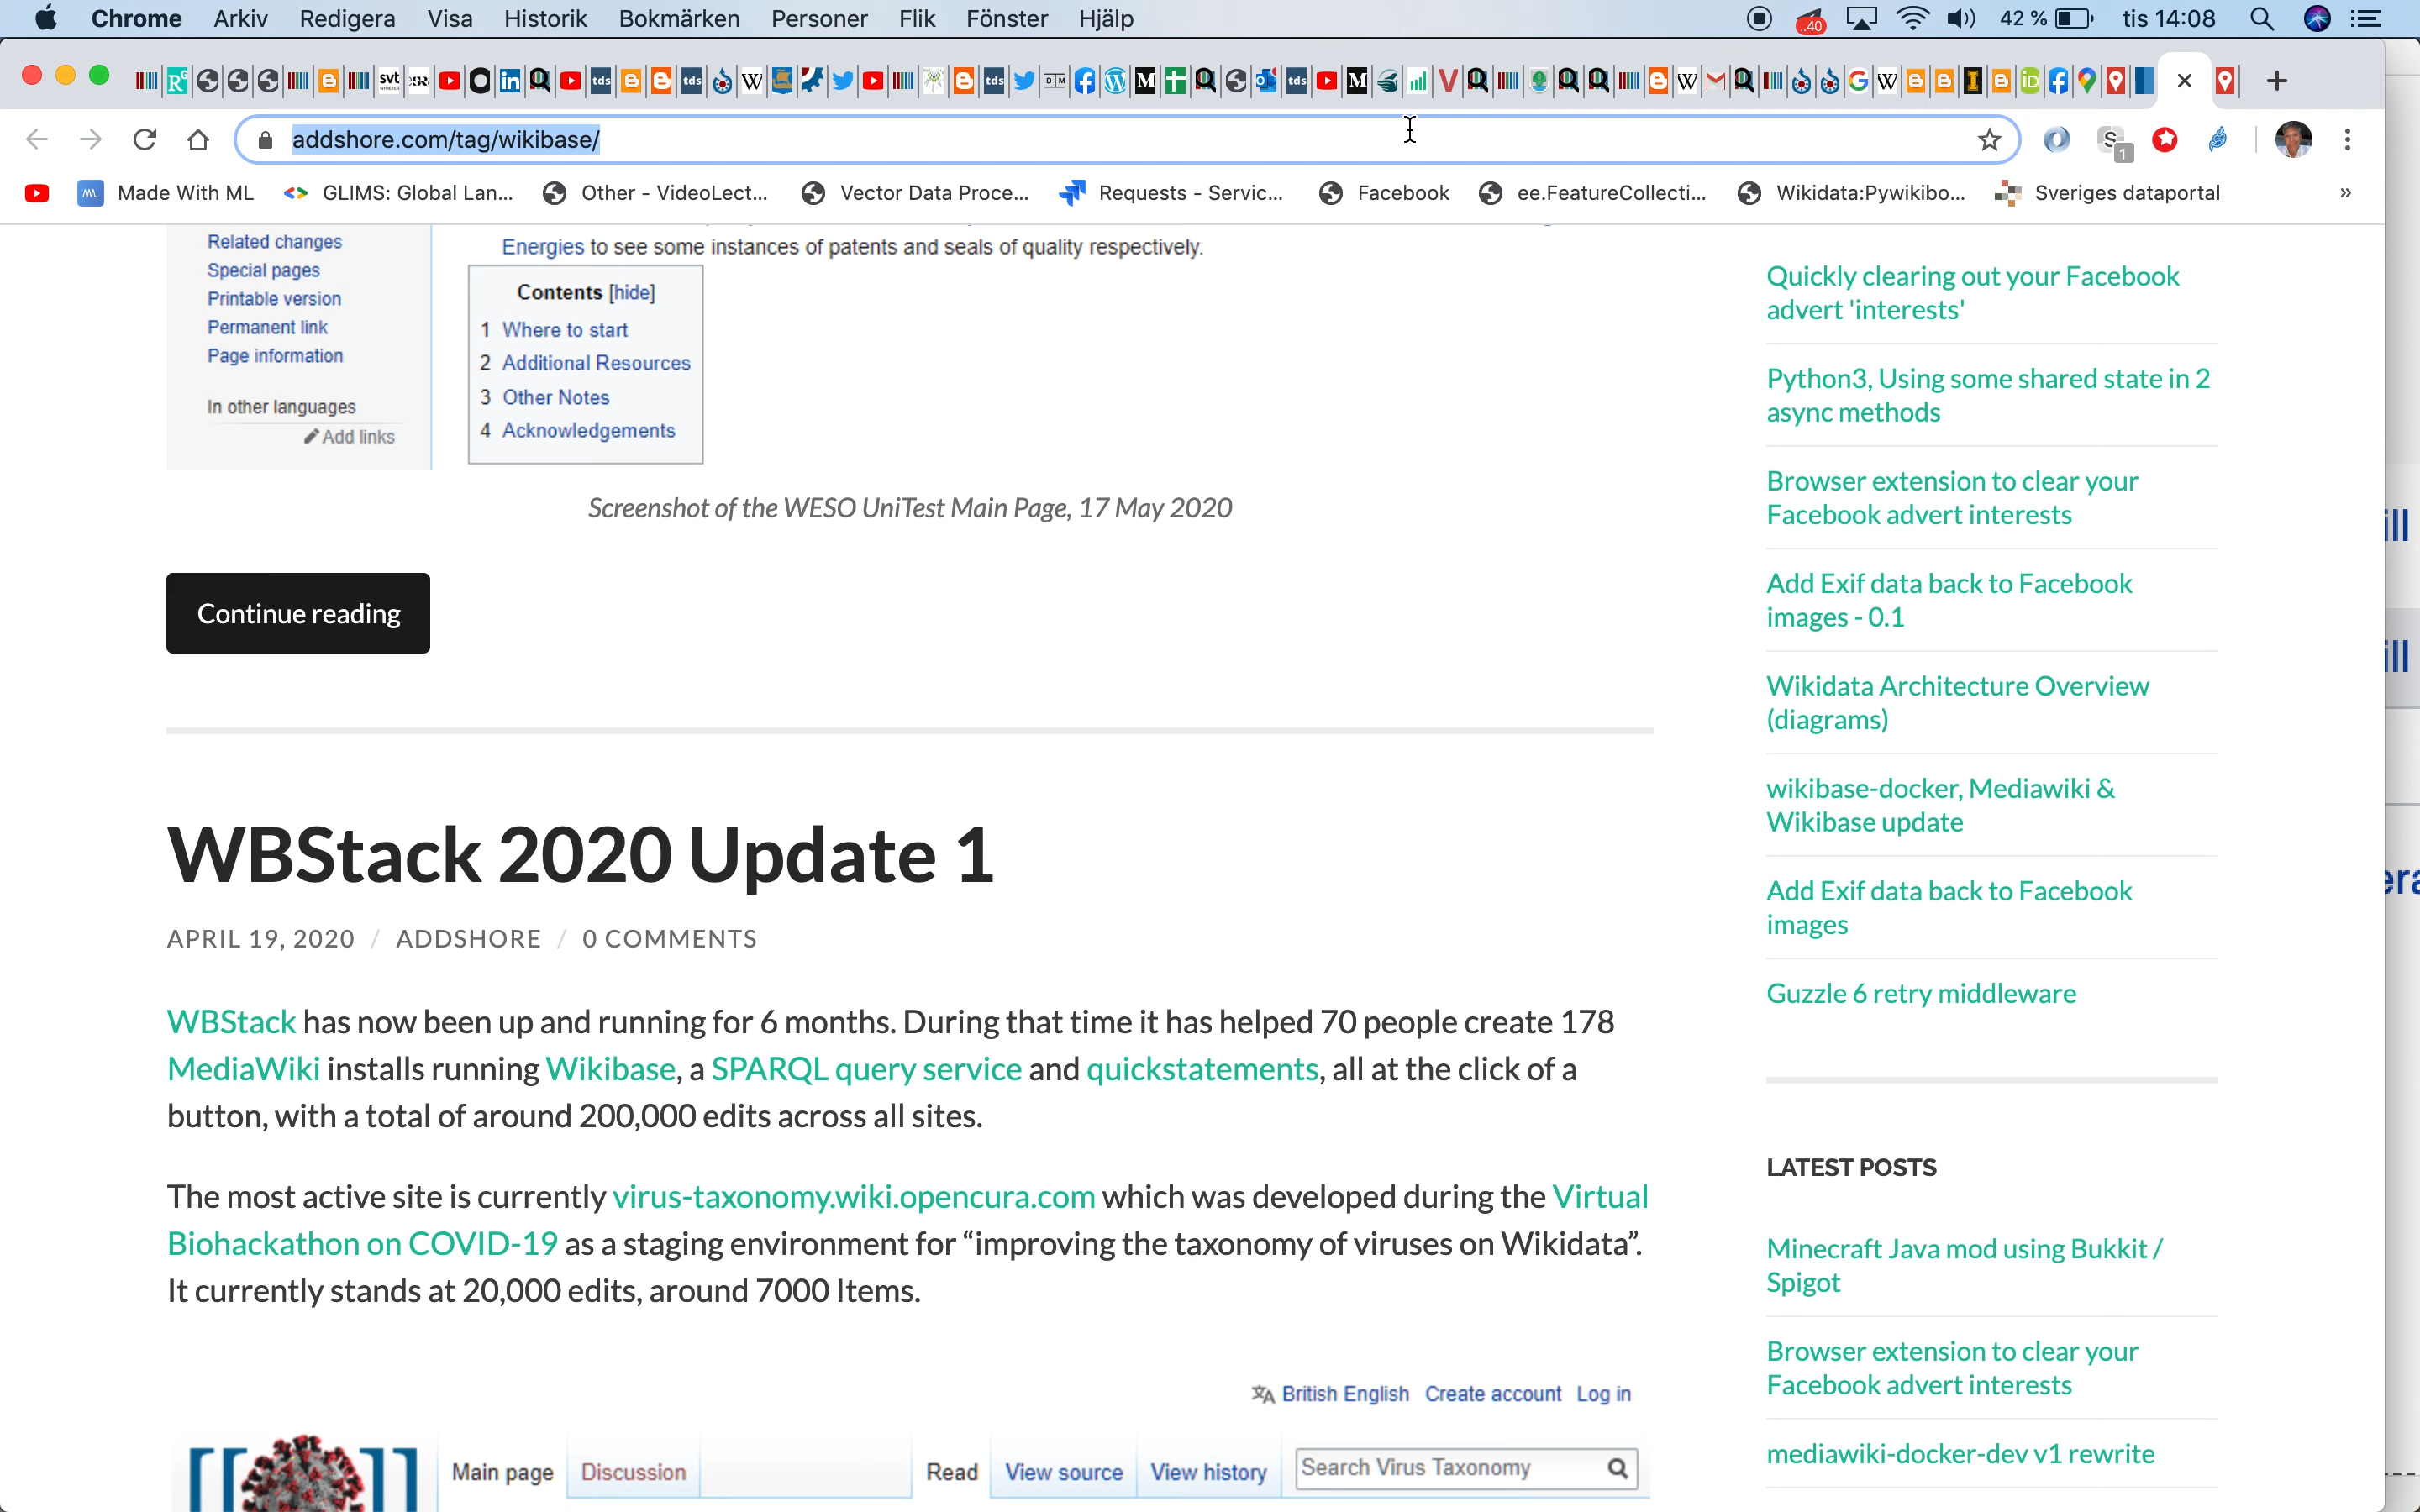 Chrome Arkiv Redigera Visa Historik Bokmärken Personer Flik Fönster Hjälp ..40 42 % tis 14:08
addshore.com/tag/wikibase/
S 1
Made With ML GLIMS: Global Lan... Other - VideoLect... Vector Data Proce... Requests - Servic... Facebook ee.FeatureCollecti... Wikidata:Pywikibo... Sveriges dataportal »
Related changes
Special pages
Printable version
Permanent link
Page information
In other languages
Add links
Energies to see some instances of patents and seals of quality respectively.
Contents [hide]
1 Where to start
2 Additional Resources
3 Other Notes
4 Acknowledgements
Screenshot of the WESO UniTest Main Page, 17 May 2020
Continue reading
WBStack 2020 Update 1
APRIL 19, 2020 / ADDSHORE / 0 COMMENTS
WBStack has now been up and running for 6 months. During that time it has helped 70 people create 178
MediaWiki installs running Wikibase, a SPARQL query service and quickstatements, all at the click of a
button, with a total of around 200,000 edits across all sites.
The most active site is currently virus-taxonomy.wiki.opencura.com which was developed during the Virtual
Biohackathon on COVID-19 as a staging environment for “improving the taxonomy of viruses on Wikidata”.
It currently stands at 20,000 edits, around 7000 Items.
British English Create account Log in
Main page Discussion Read View source View history Search Virus Taxonomy
Quickly clearing out your Facebook
advert 'interests'
Python3, Using some shared state in 2
async methods
Browser extension to clear your
Facebook advert interests
Add Exif data back to Facebook
images - 0.1
Wikidata Architecture Overview
(diagrams)
wikibase-docker, Mediawiki &
Wikibase update
Add Exif data back to Facebook
images
Guzzle 6 retry middleware
LATEST POSTS
Minecraft Java mod using Bukkit /
Spigot
Browser extension to clear your
Facebook advert interests
mediawiki-docker-dev v1 rewrite